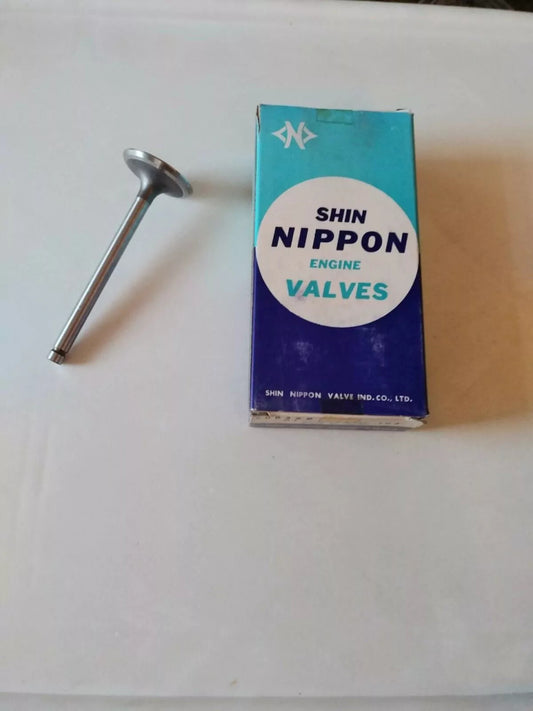 N
SHIN
NIPPON
ENGINE
VALVES
SHIN NIPPON VALVE IND. CO., LTD.